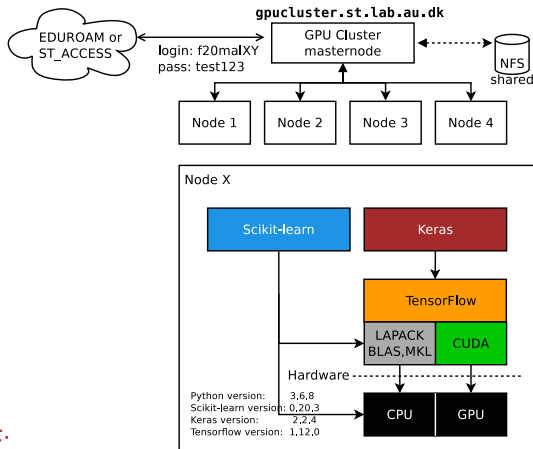 gpucluster.st.lab.au.dk
EDUROAM or
ST_ACCESS
login: f20malXY
pass: test123
GPU Cluster
masternode
NFS
shared
Node 1
Node 2
Node 3
Node 4
Node X
Scikit-learn
Keras
TensorFlow
LAPACK
BLAS,MKL
CUDA
Hardware
Python version: 3,6,8
Scikit-learn version: 0,20,3
Keras version: 2,2,4
Tensorflow version: 1,12,0
CPU
GPU